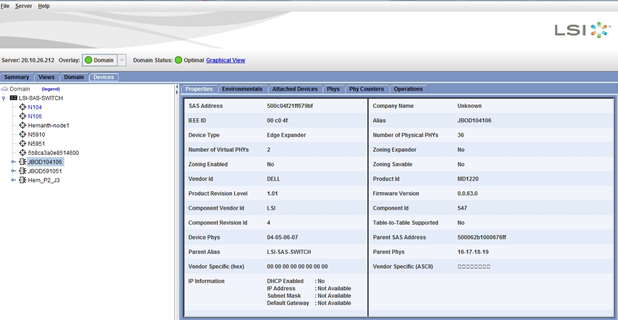 File Server Help
LSI
Server: 20.10.26.212 Overlay: Domain Domain Status: Optimal Graphical View
Summary Views Domain Devices
Domain (legend)
LSI-SAS-SWITCH
N104
N106
Hemanth-node1
N5910
N5951
5b8ca3a0e8514600
JBOD104106
JBOD591051
Hem_P2_J3
Properties Environmentals Attached Devices Phys Phy Counters Operations
SAS Address 500c04f21ff679bf Company Name Unknown
IEEE ID 00 c0 4f Alias JBOD104106
Device Type Edge Expander Number of Physical PHYs 36
Number of Virtual PHYs 2 Zoning Expander No
Zoning Enabled No Zoning Savable No
Vendor Id DELL Product Id MD1220
Product Revision Level 1.01 Firmware Version 0.0.63.0
Component Vendor Id LSI Component Id 547
Component Revision Id 4 Table-to-Table Supported No
Device Phys 04-05-06-07 Parent SAS Address 500062b1000676ff
Parent Alias LSI-SAS-SWITCH Parent Phys 16-17-18-19
Vendor Specific (hex) 00 00 00 00 00 00 00 00 Vendor Specific (ASCII) □□□□□□□□
IP Information DHCP Enabled : No
IP Address : Not Available
Subnet Mask : Not Available
Default Gateway : Not Available